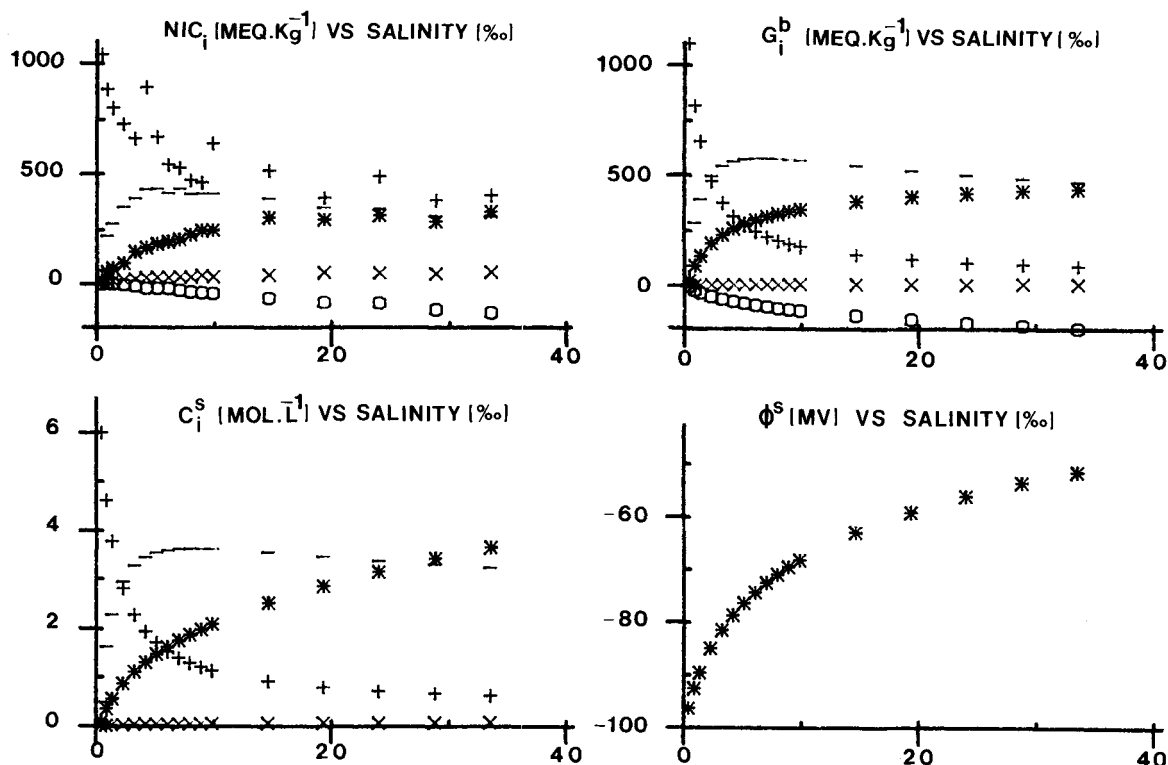 NIC_i (MEQ.Kg⁻¹) VS SALINITY (‰)
1000
500
0
0 20 40
G_i^b (MEQ.Kg⁻¹) VS SALINITY (‰)
1000
500
0
0 20 40
C_i^s (MOL.L⁻¹) VS SALINITY (‰)
6
4
2
0
0 20 40
ϕ^s (MV) VS SALINITY (‰)
-60
-80
-100
0 20 40